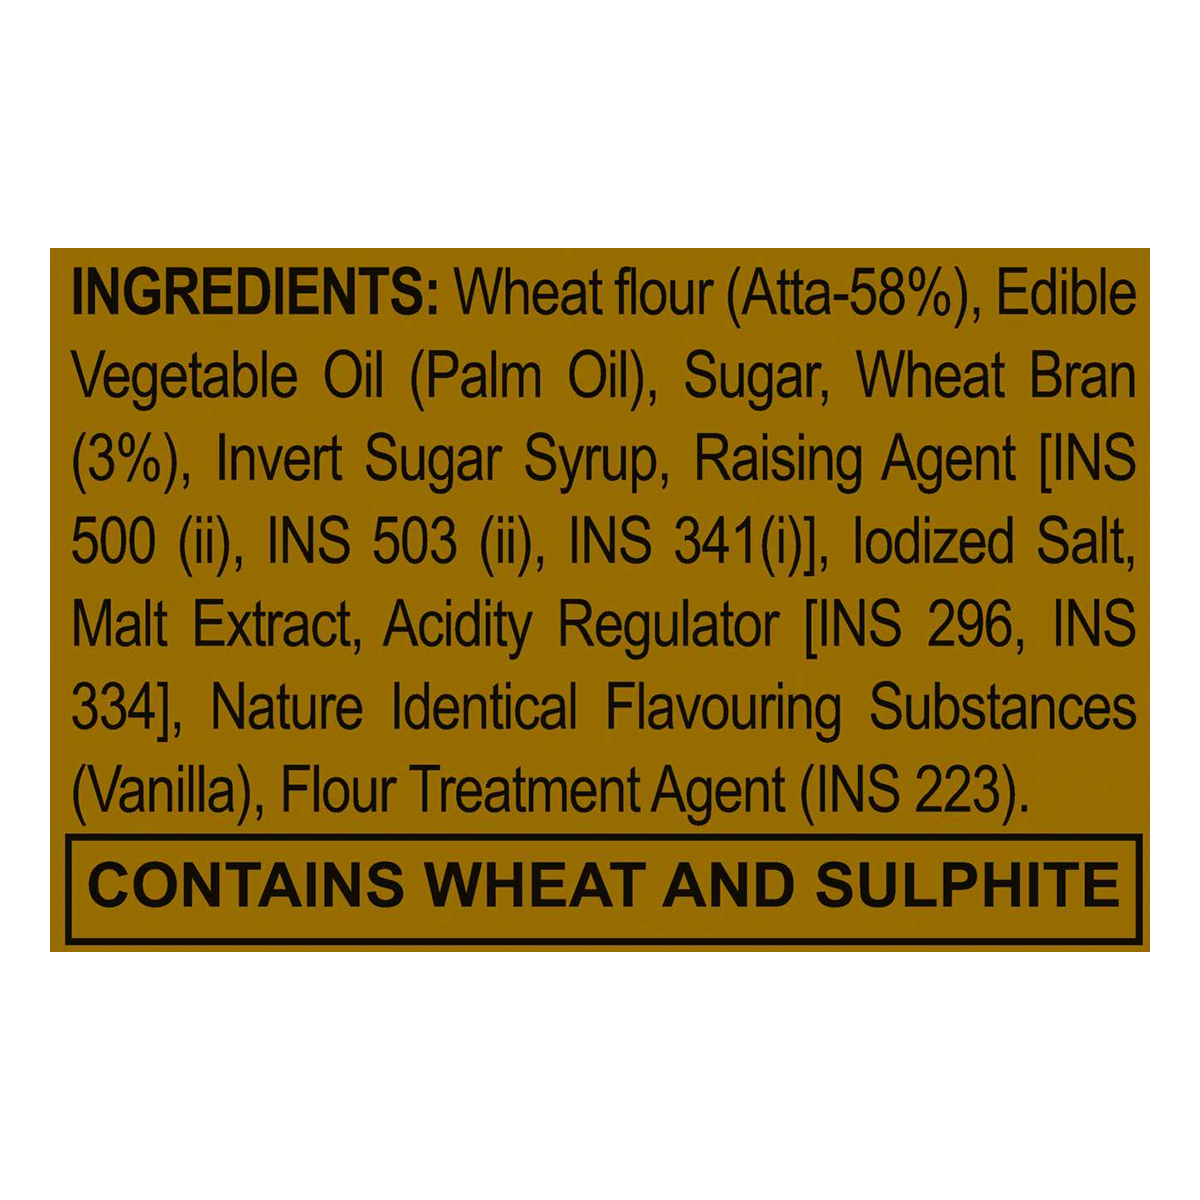 INGREDIENTS: Wheat flour (Atta-58%), Edible
Vegetable Oil (Palm Oil), Sugar, Wheat Bran
(3%), Invert Sugar Syrup, Raising Agent [INS
500 (ii), INS 503 (ii), INS 341(i)], Iodized Salt,
Malt Extract, Acidity Regulator [INS 296, INS
334], Nature Identical Flavouring Substances
(Vanilla), Flour Treatment Agent (INS 223).
CONTAINS WHEAT AND SULPHITE